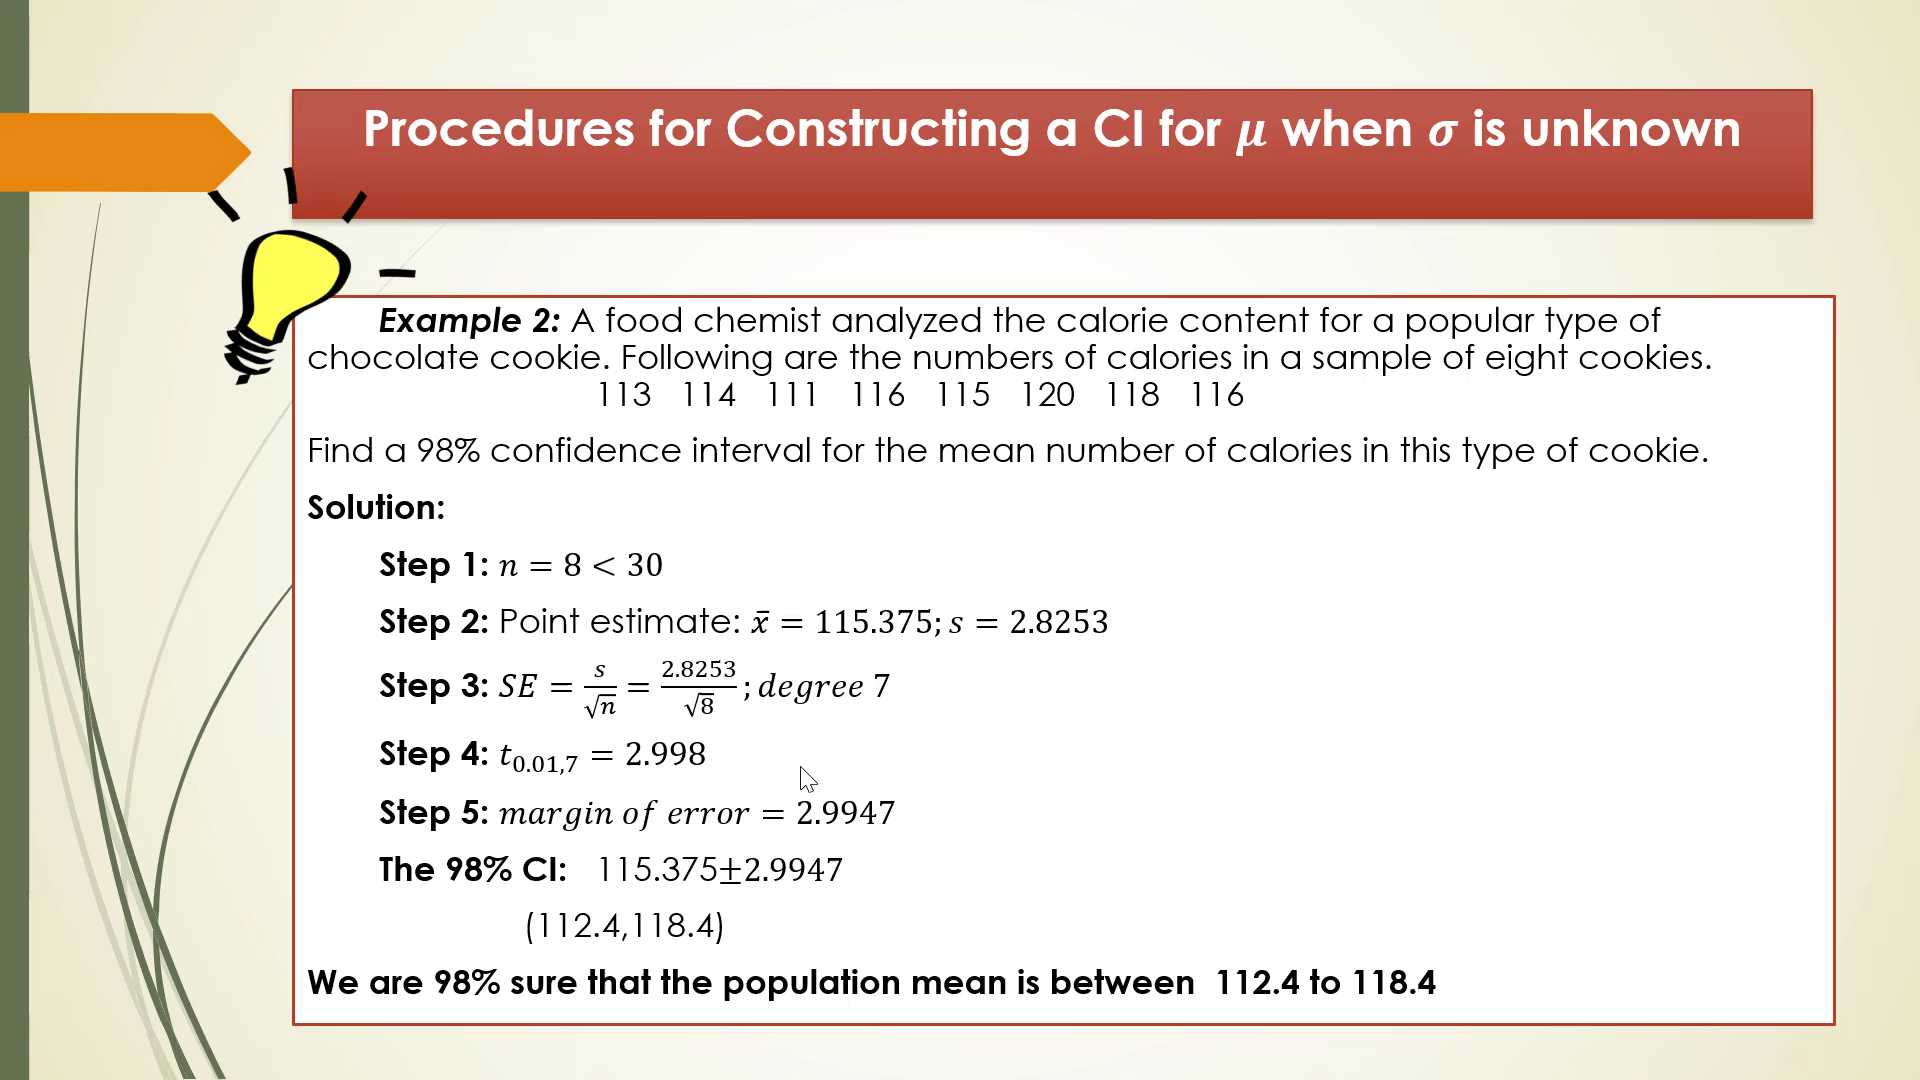 Procedures for Constructing a CI for μ when σ is unknown
Example 2: A food chemist analyzed the calorie content for a popular type of
chocolate cookie. Following are the numbers of calories in a sample of eight cookies.
113 114 111 116 115 120 118 116
Find a 98% confidence interval for the mean number of calories in this type of cookie.
Solution:
Step 1: n = 8 < 30
Step 2: Point estimate: x̄ = 115.375; s = 2.8253
Step 3: SE = s/√n = 2.8253/√8 ; degree 7
Step 4: t₀.₀₁,₇ = 2.998
Step 5: margin of error = 2.9947
The 98% CI: 115.375±2.9947
(112.4,118.4)
We are 98% sure that the population mean is between 112.4 to 118.4